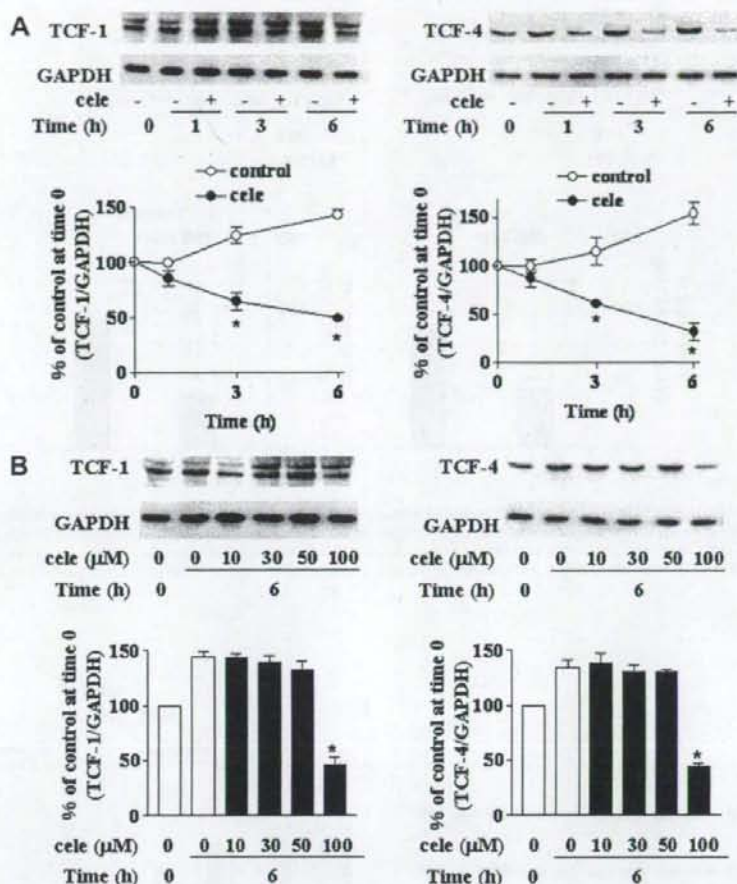 A
TCF-1
GAPDH
cele - - + - + - +
Time (h) 0 1 3 6
control
cele
% of control at time 0
(TCF-1/GAPDH)
150
100
50
0
*
*
0 3 6
Time (h)
TCF-4
GAPDH
cele - - + - + - +
Time (h) 0 1 3 6
control
cele
% of control at time 0
(TCF-4/GAPDH)
150
100
50
0
*
*
0 3 6
Time (h)
B
TCF-1
GAPDH
cele (µM) 0 0 10 30 50 100
Time (h) 0 6
% of control at time 0
(TCF-1/GAPDH)
150
100
50
0
*
cele (µM) 0 0 10 30 50 100
Time (h) 0 6
TCF-4
GAPDH
cele (µM) 0 0 10 30 50 100
Time (h) 0 6
% of control at time 0
(TCF-4/GAPDH)
150
100
50
0
*
cele (µM) 0 0 10 30 50 100
Time (h) 0 6